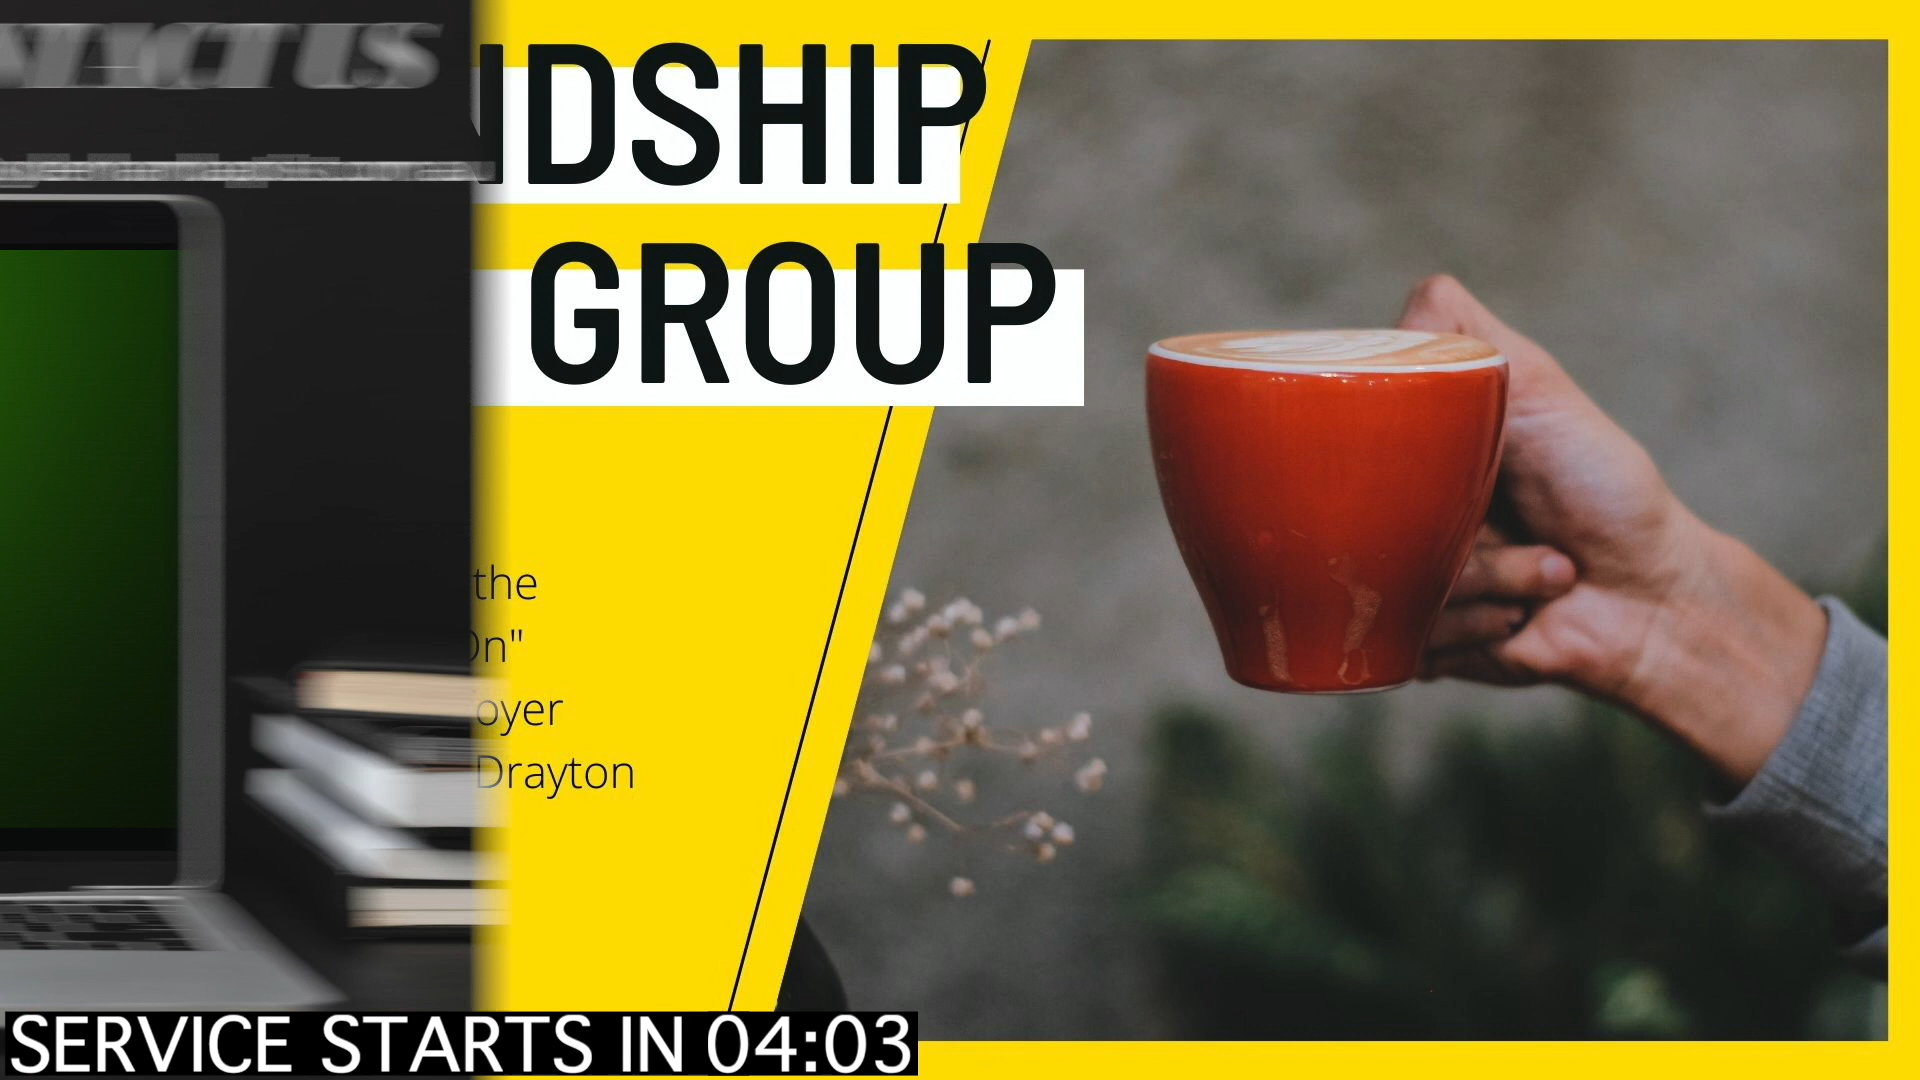 NDSHIP
GROUP
the
On"
oyer
Drayton
SERVICE STARTS IN 04:03